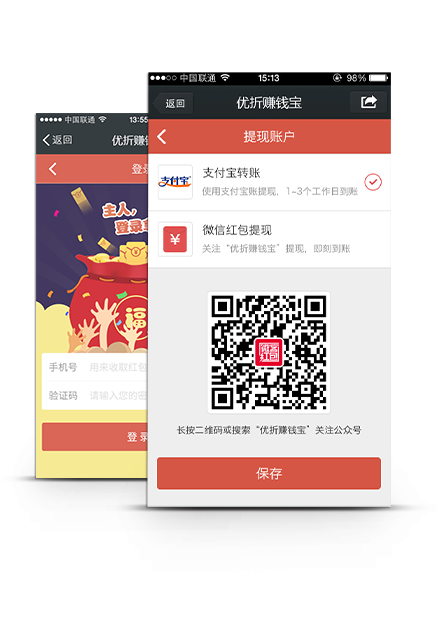 中国联通
15:13
98%
返回
优折赚钱宝
提现账户
支付宝
支付宝转账
使用支付宝账提现，1-3个工作日到账
¥
微信红包提现
关注“优折赚钱宝”提现，即刻到账
红包
长按二维码或搜索“优折赚钱宝”关注公众号
保存
中国联通
13:55
返回
优折赚
登录
主人，
登录
福
手机号
用来收取红包
验证码
请输入您的密
登录